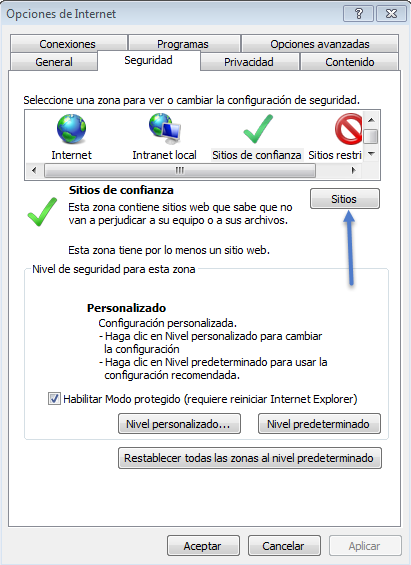 Opciones de Internet
Conexiones Programas Opciones avanzadas
General Seguridad Privacidad Contenido
Seleccione una zona para ver o cambiar la configuración de seguridad.
Internet Intranet local Sitios de confianza Sitios restri
Sitios de confianza
Sitios
Esta zona contiene sitios web que sabe que no
van a perjudicar a su equipo o a sus archivos.
Esta zona tiene por lo menos un sitio web.
Nivel de seguridad para esta zona
Personalizado
Configuración personalizada.
- Haga clic en Nivel personalizado para cambiar
la configuración
- Haga clic en Nivel predeterminado para usar la
configuración recomendada.
Habilitar Modo protegido (requiere reiniciar Internet Explorer)
Nivel personalizado... Nivel predeterminado
Restablecer todas las zonas al nivel predeterminado
Aceptar Cancelar Aplicar